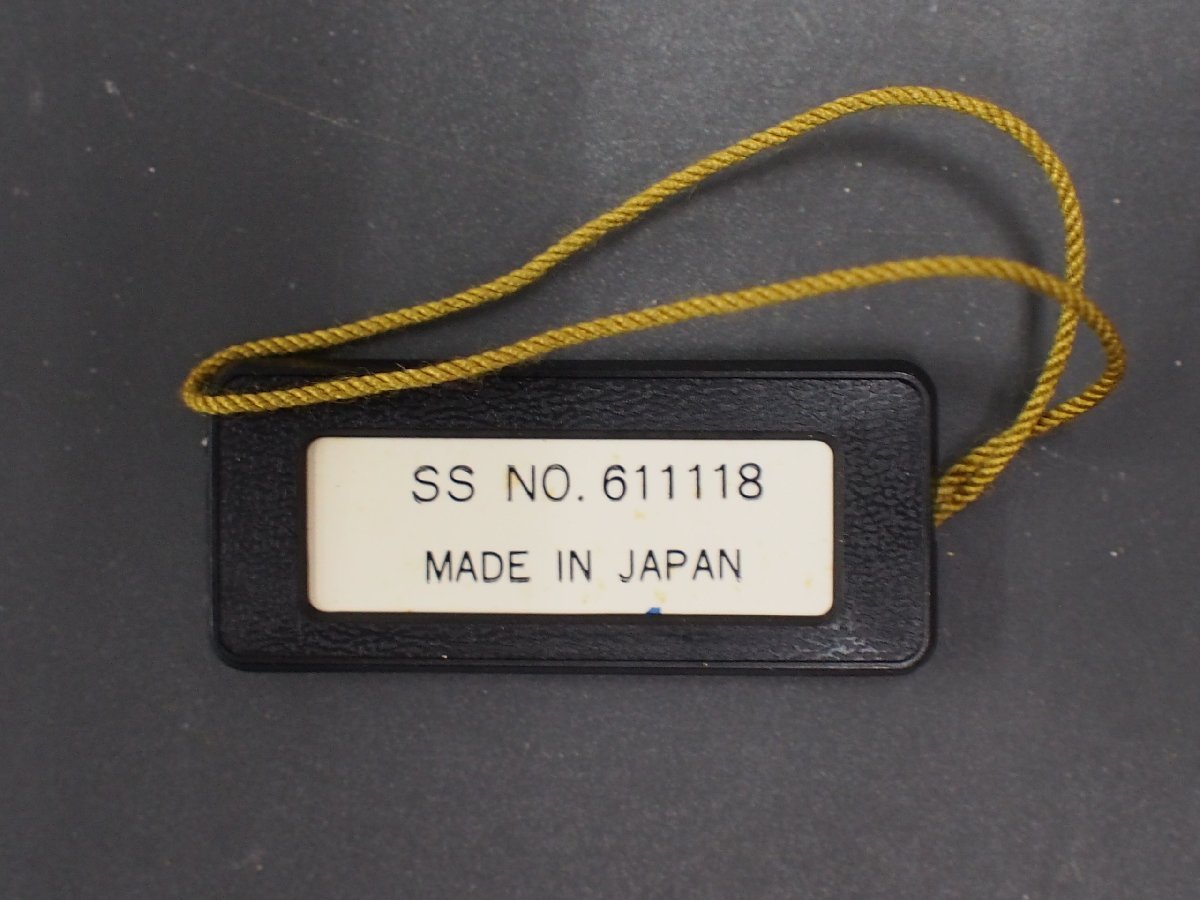 SS NO. 611118
MADE IN JAPAN